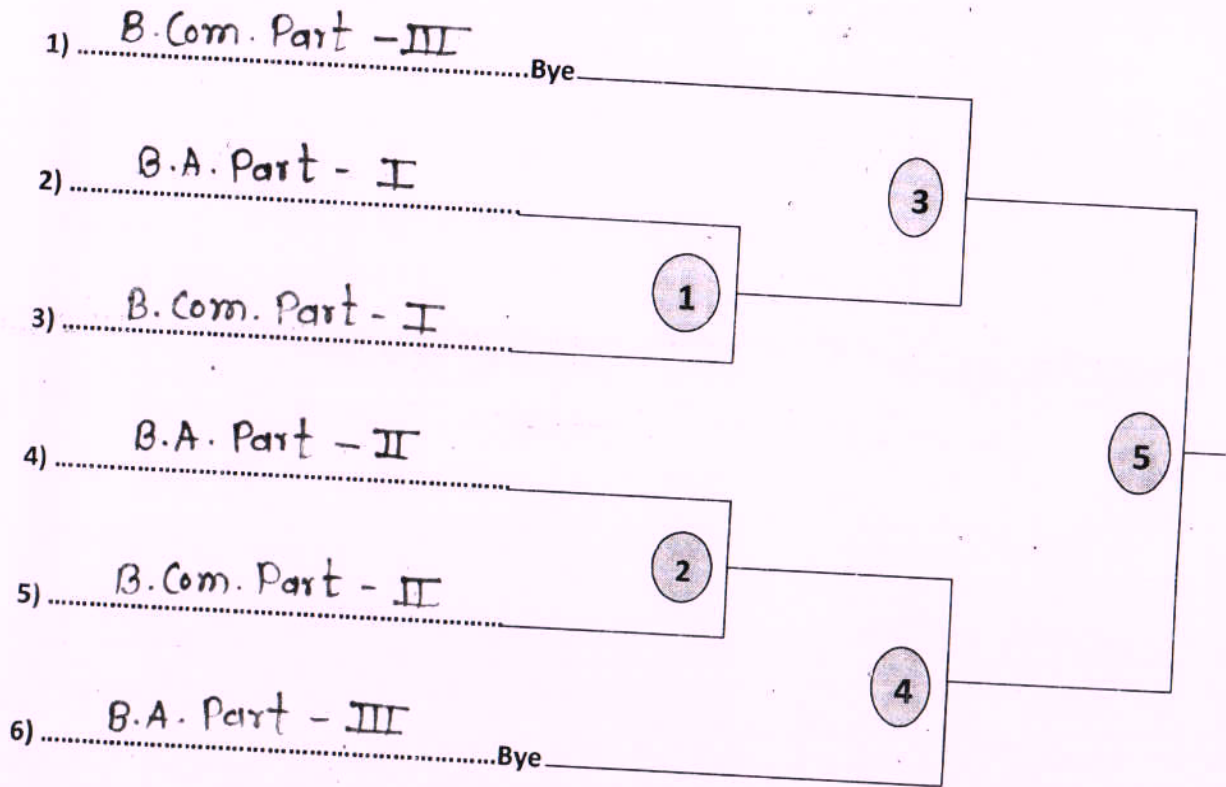 1) B.Com. Part - III Bye
2) B.A. Part - I
3
1
3) B.Com. Part - I
4) B.A. Part - II
5
2
5) B.Com. Part - II
4
6) B.A. Part - III Bye